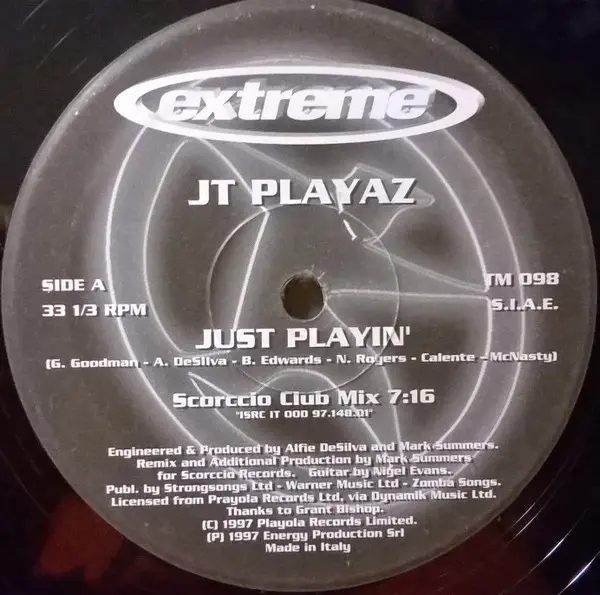 extreme
JT PLAYAZ
SIDE A
33 1/3 RPM
TM 098
S.I.A.E.
JUST PLAYIN'
(G. Goodman - A. DeSilva - B. Edwards - N. Rogers - Calente - McNasty)
Scorccio Club Mix 7:16
"ISRC IT 00D 97.148.01"
Engineered & Produced by Alfie DeSilva and Mark Summers.
Remix and Additional Production by Mark Summers
for Scorccio Records. Guitar by Nigel Evans.
Publ. by Strongsongs Ltd - Warner Music Ltd - Zomba Songs.
Licensed from Prayola Records Ltd, via Dynamik Music Ltd.
Thanks to Grant Bishop.
(C) 1997 Playola Records Limited.
(P) 1997 Energy Production Srl
Made in Italy